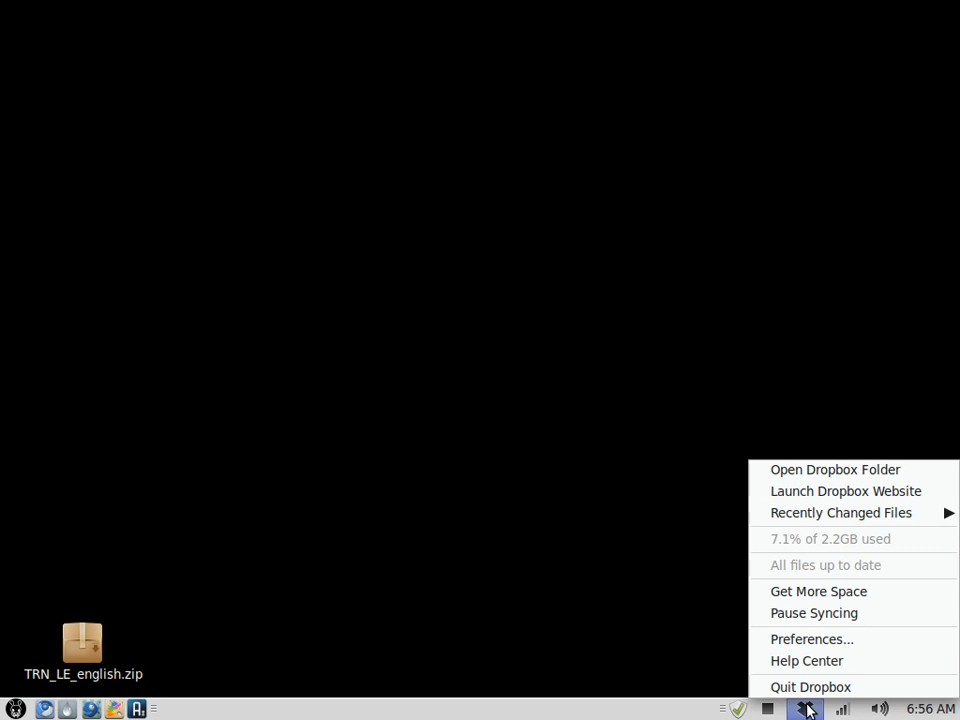 Open Dropbox Folder
Launch Dropbox Website
Recently Changed Files
7.1% of 2.2GB used
All files up to date
Get More Space
Pause Syncing
Preferences...
Help Center
Quit Dropbox
TRN_LE_english.zip
6:56 AM